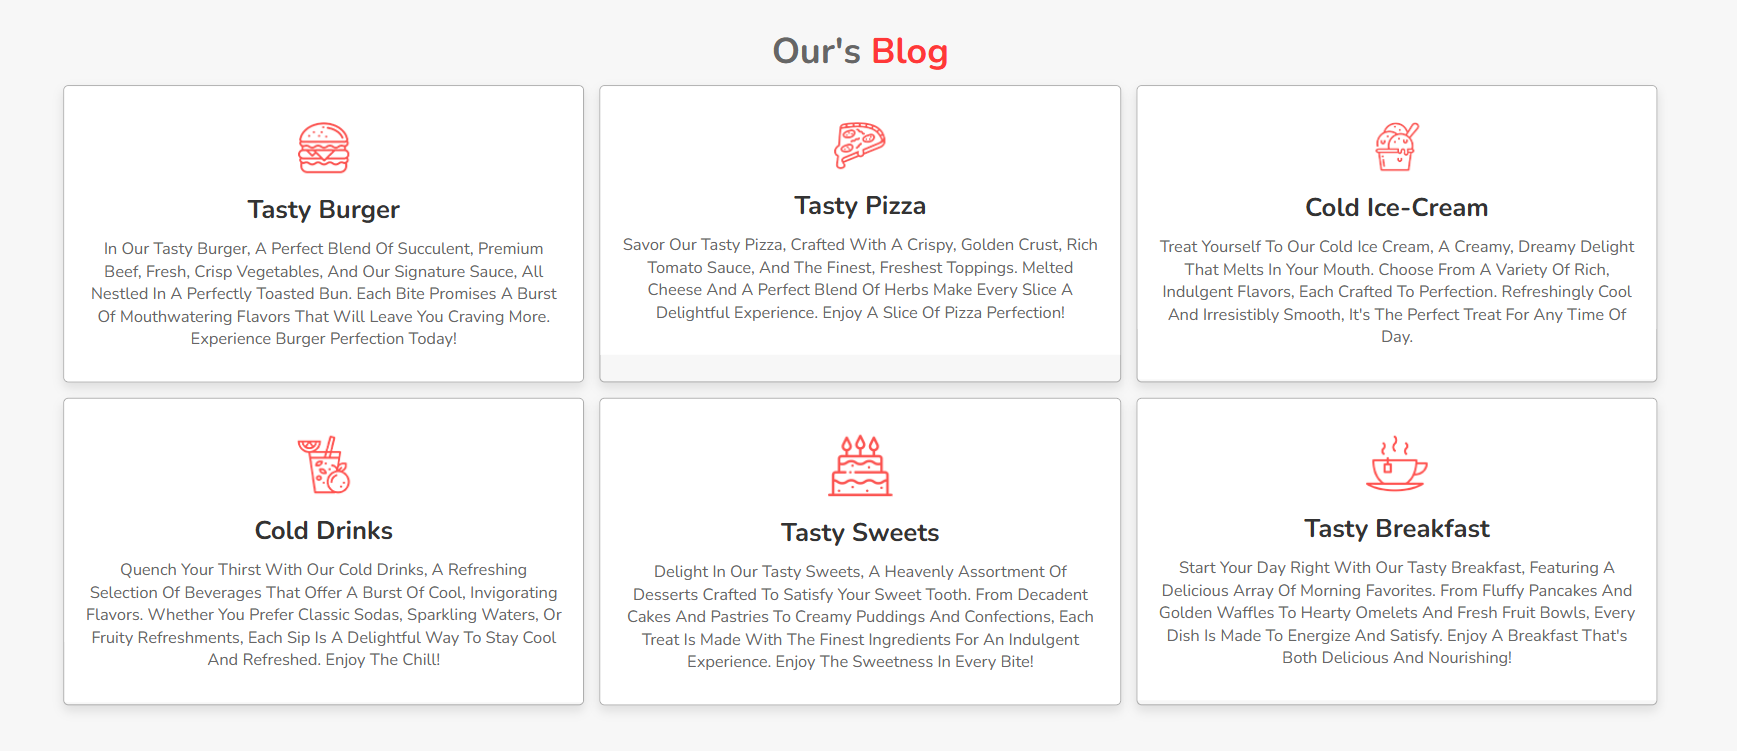 Our's Blog
Tasty Burger
In Our Tasty Burger, A Perfect Blend Of Succulent, Premium
Beef, Fresh, Crisp Vegetables, And Our Signature Sauce, All
Nestled In A Perfectly Toasted Bun. Each Bite Promises A Burst
Of Mouthwatering Flavors That Will Leave You Craving More.
Experience Burger Perfection Today!
Tasty Pizza
Savor Our Tasty Pizza, Crafted With A Crispy, Golden Crust, Rich
Tomato Sauce, And The Finest, Freshest Toppings. Melted
Cheese And A Perfect Blend Of Herbs Make Every Slice A
Delightful Experience. Enjoy A Slice Of Pizza Perfection!
Cold Ice-Cream
Treat Yourself To Our Cold Ice Cream, A Creamy, Dreamy Delight
That Melts In Your Mouth. Choose From A Variety Of Rich,
Indulgent Flavors, Each Crafted To Perfection. Refreshingly Cool
And Irresistibly Smooth, It's The Perfect Treat For Any Time Of
Day.
Cold Drinks
Quench Your Thirst With Our Cold Drinks, A Refreshing
Selection Of Beverages That Offer A Burst Of Cool, Invigorating
Flavors. Whether You Prefer Classic Sodas, Sparkling Waters, Or
Fruity Refreshments, Each Sip Is A Delightful Way To Stay Cool
And Refreshed. Enjoy The Chill!
Tasty Sweets
Delight In Our Tasty Sweets, A Heavenly Assortment Of
Desserts Crafted To Satisfy Your Sweet Tooth. From Decadent
Cakes And Pastries To Creamy Puddings And Confections, Each
Treat Is Made With The Finest Ingredients For An Indulgent
Experience. Enjoy The Sweetness In Every Bite!
Tasty Breakfast
Start Your Day Right With Our Tasty Breakfast, Featuring A
Delicious Array Of Morning Favorites. From Fluffy Pancakes And
Golden Waffles To Hearty Omelets And Fresh Fruit Bowls, Every
Dish Is Made To Energize And Satisfy. Enjoy A Breakfast That's
Both Delicious And Nourishing!